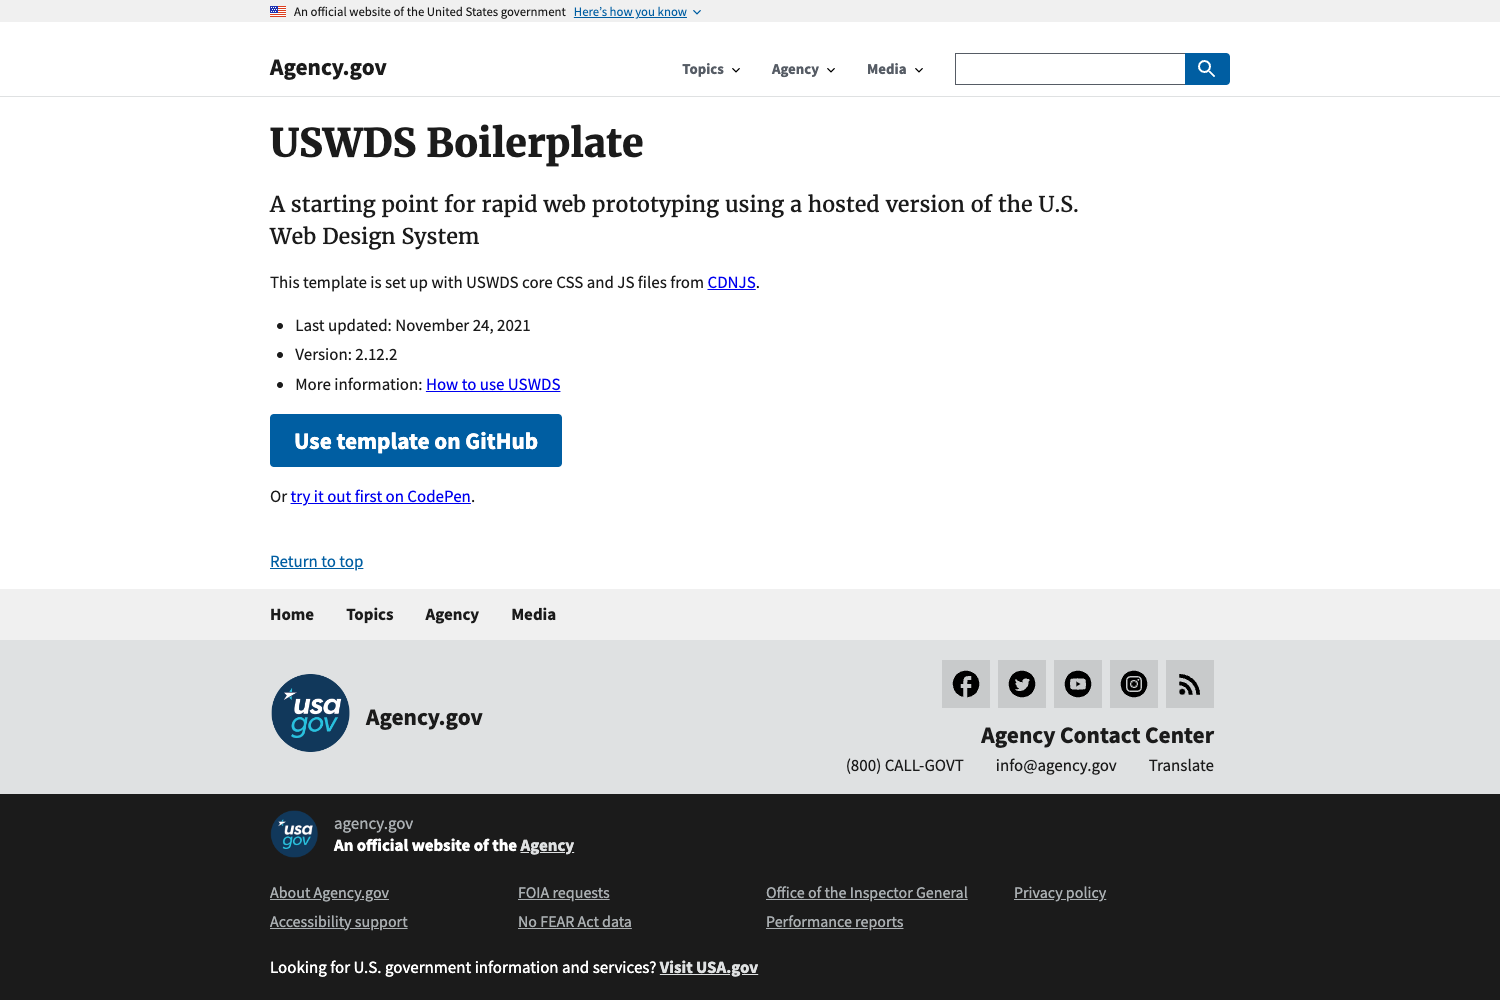 An official website of the United States government Here's how you know
Agency.gov
Topics Agency Media
USWDS Boilerplate
A starting point for rapid web prototyping using a hosted version of the U.S.
Web Design System
This template is set up with USWDS core CSS and JS files from CDNJS.
Last updated: November 24, 2021
Version: 2.12.2
More information: How to use USWDS
Use template on GitHub
Or try it out first on CodePen.
Return to top
Home Topics Agency Media
usa
gov
Agency.gov
Agency Contact Center
(800) CALL-GOVT info@agency.gov Translate
usa
gov
agency.gov
An official website of the Agency
About Agency.gov FOIA requests Office of the Inspector General Privacy policy
Accessibility support No FEAR Act data Performance reports
Looking for U.S. government information and services? Visit USA.gov